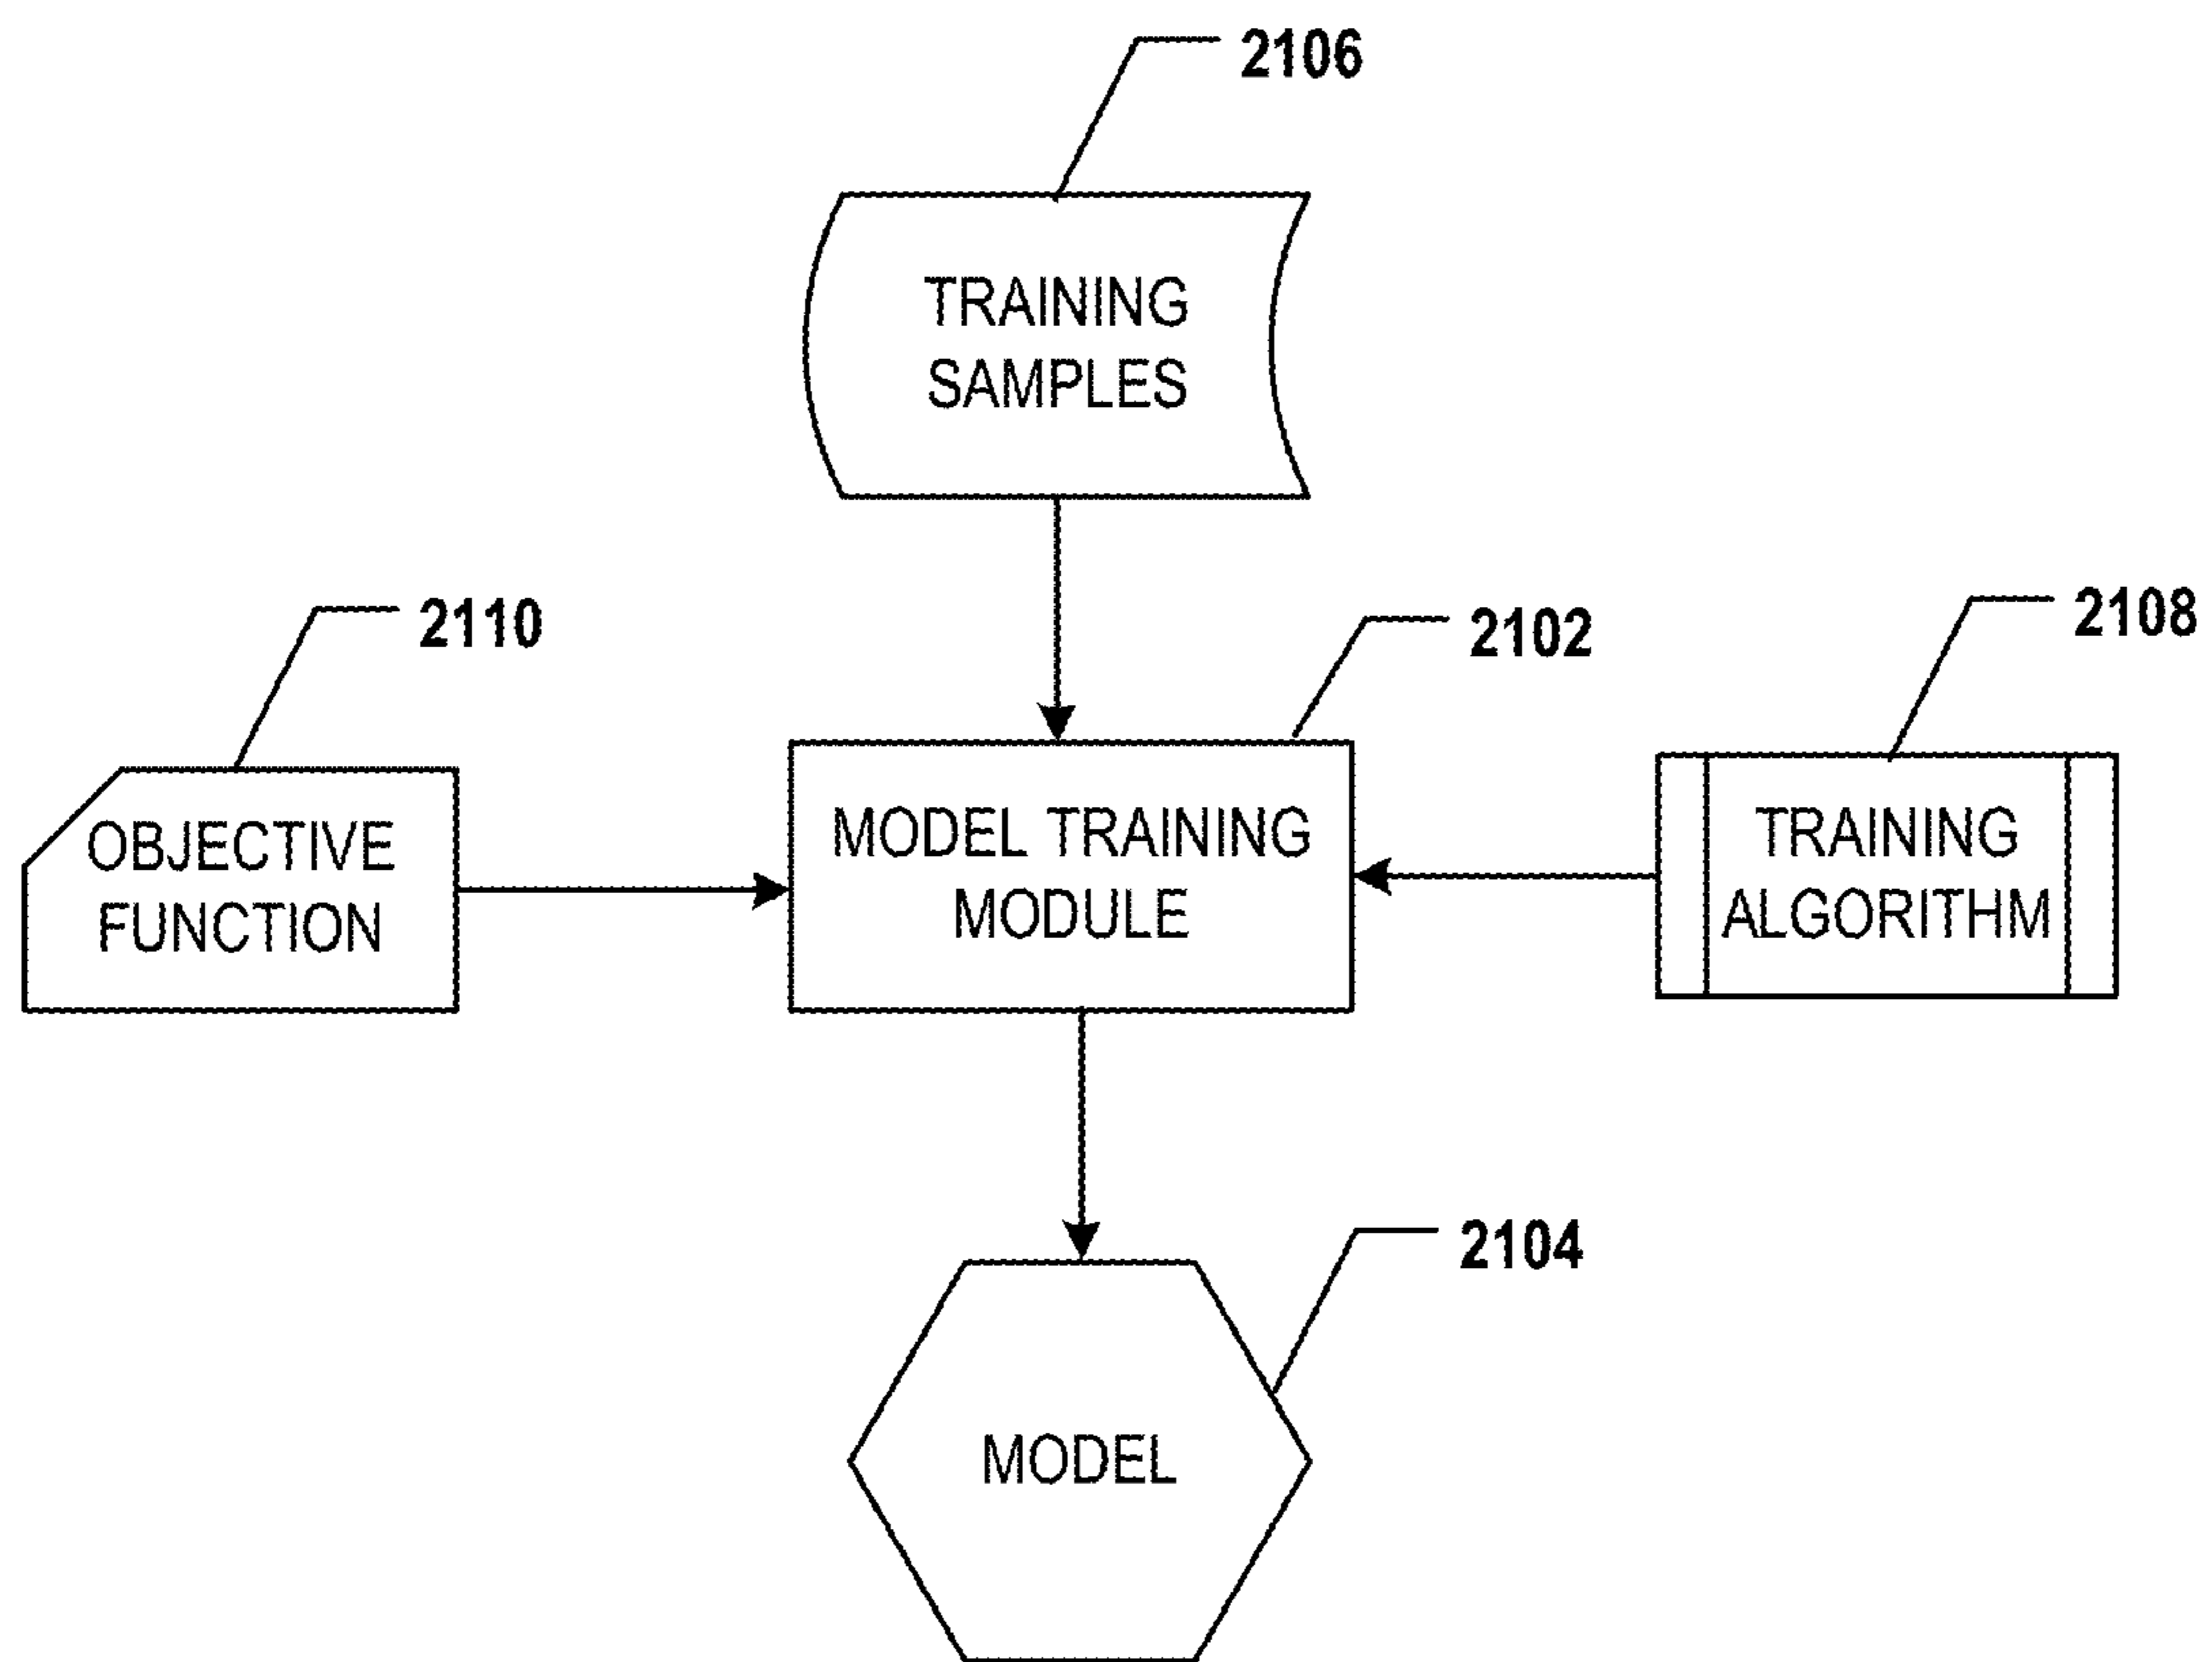 2106
TRAINING
SAMPLES
2110
2102
2108
OBJECTIVE
FUNCTION
MODEL TRAINING
MODULE
TRAINING
ALGORITHM
2104
MODEL